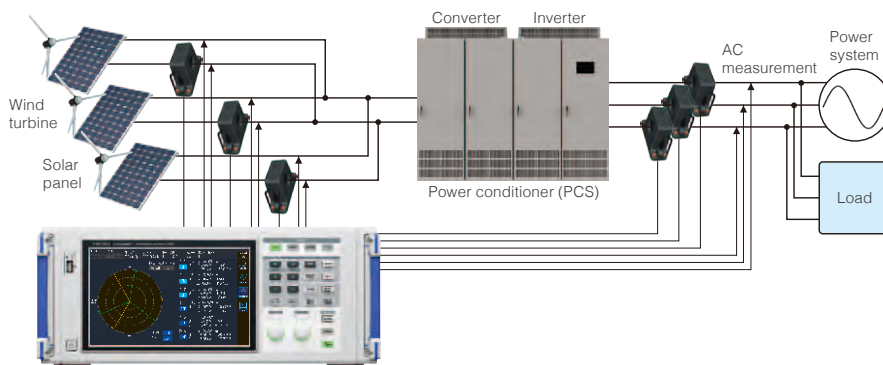 Converter
Inverter
AC
measurement
Power
system
Wind
turbine
Solar
panel
Power conditioner (PCS)
Load